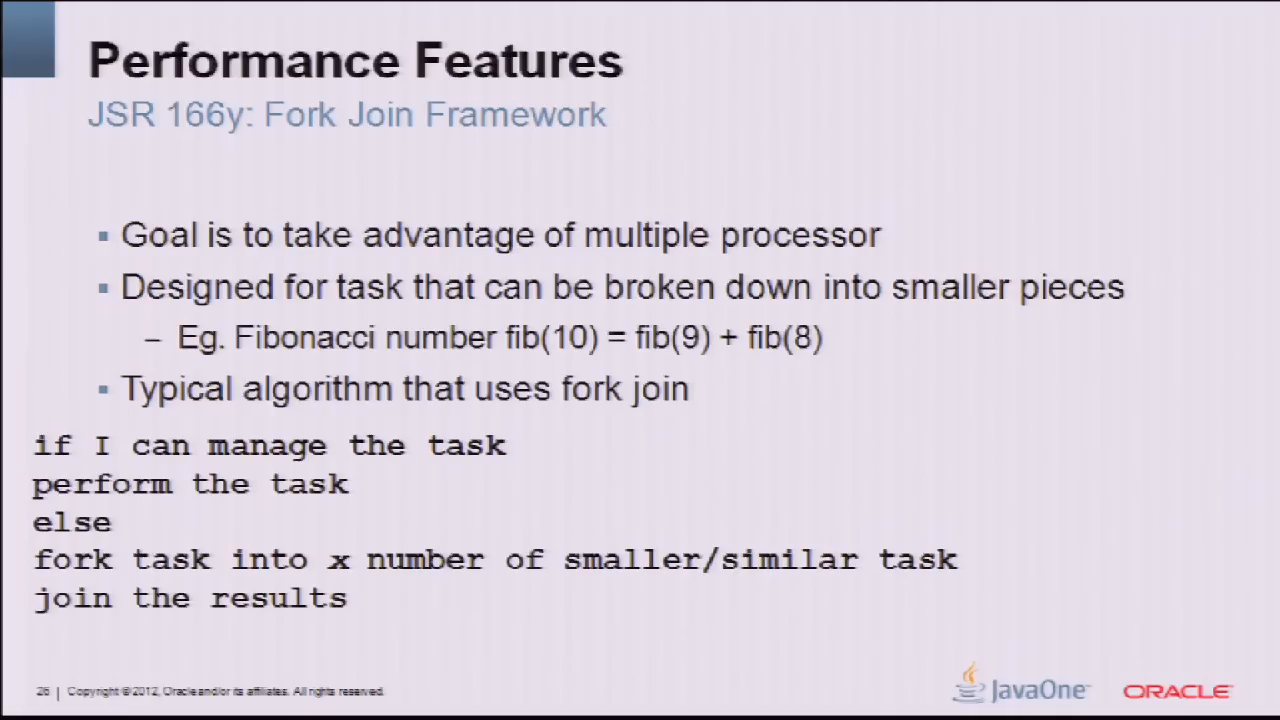 Performance Features
JSR 166y: Fork Join Framework
▪ Goal is to take advantage of multiple processor
▪ Designed for task that can be broken down into smaller pieces
– Eg. Fibonacci number fib(10) = fib(9) + fib(8)
▪ Typical algorithm that uses fork join
if I can manage the task
perform the task
else
fork task into x number of smaller/similar task
join the results
26 | Copyright © 2012, Oracle and/or its affiliates. All rights reserved.
JavaOne™
ORACLE